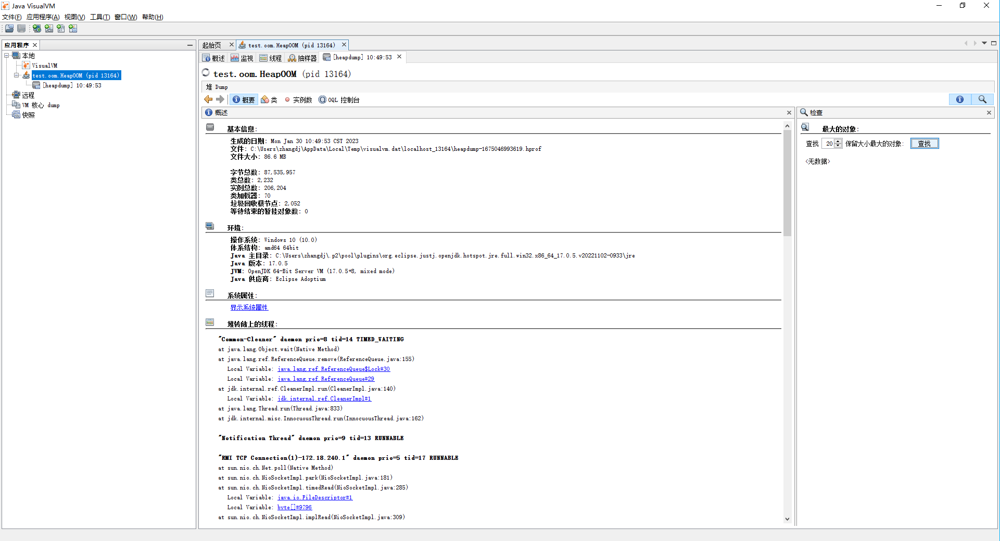 Java VisualVM
文件(F) 应用程序(A) 视图(V) 工具(T) 窗口(W) 帮助(H)
应用程序
本地
VisualVM
test.oom.HeapOOM (pid 13164)
[heapdump] 10:49:53
远程
VM 核心 dump
快照
起始页 test.oom.HeapOOM (pid 13164)
概述 监视 线程 抽样器 [heapdump] 10:49:53
test.oom.HeapOOM (pid 13164)
堆 Dump
概要 类 实例数 OQL 控制台
概述
基本信息:
生成的日期: Mon Jan 30 10:49:53 CST 2023
文件: C:\Users\zhangdj\AppData\Local\Temp\visualvm.dat\localhost_13164\heapdump-1675046993619.hprof
文件大小: 86.6 MB
字节总数: 87,535,957
类总数: 2,232
实例总数: 206,204
类加载器: 70
垃圾回收根节点: 2,052
等待结束的暂挂对象数: 0
环境:
操作系统: Windows 10 (10.0)
体系结构: amd64 64bit
Java 主目录: C:\Users\zhangdj\.p2\pool\plugins\org.eclipse.justj.openjdk.hotspot.jre.full.win32.x86_64_17.0.5.v20221102-0933\jre
Java 版本: 17.0.5
JVM: OpenJDK 64-Bit Server VM (17.0.5+8, mixed mode)
Java 供应商: Eclipse Adoptium
系统属性:
显示系统属性
堆转储上的线程:
"Common-Cleaner" daemon prio=8 tid=14 TIMED_WAITING
at java.lang.Object.wait(Native Method)
at java.lang.ref.ReferenceQueue.remove(ReferenceQueue.java:155)
Local Variable: java.lang.ref.ReferenceQueue$Lock#30
Local Variable: java.lang.ref.ReferenceQueue#29
at jdk.internal.ref.CleanerImpl.run(CleanerImpl.java:140)
Local Variable: jdk.internal.ref.CleanerImpl#1
at java.lang.Thread.run(Thread.java:833)
at jdk.internal.misc.InnocuousThread.run(InnocuousThread.java:162)
"Notification Thread" daemon prio=9 tid=13 RUNNABLE
"RMI TCP Connection(1)-172.18.240.1" daemon prio=5 tid=17 RUNNABLE
at sun.nio.ch.Net.poll(Native Method)
at sun.nio.ch.NioSocketImpl.park(NioSocketImpl.java:181)
at sun.nio.ch.NioSocketImpl.timedRead(NioSocketImpl.java:285)
Local Variable: java.io.FileDescriptor#1
Local Variable: byte[]#9796
at sun.nio.ch.NioSocketImpl.implRead(NioSocketImpl.java:309)
检查
最大的对象:
查找 20 保留大小最大的对象: 查找
<无数据>